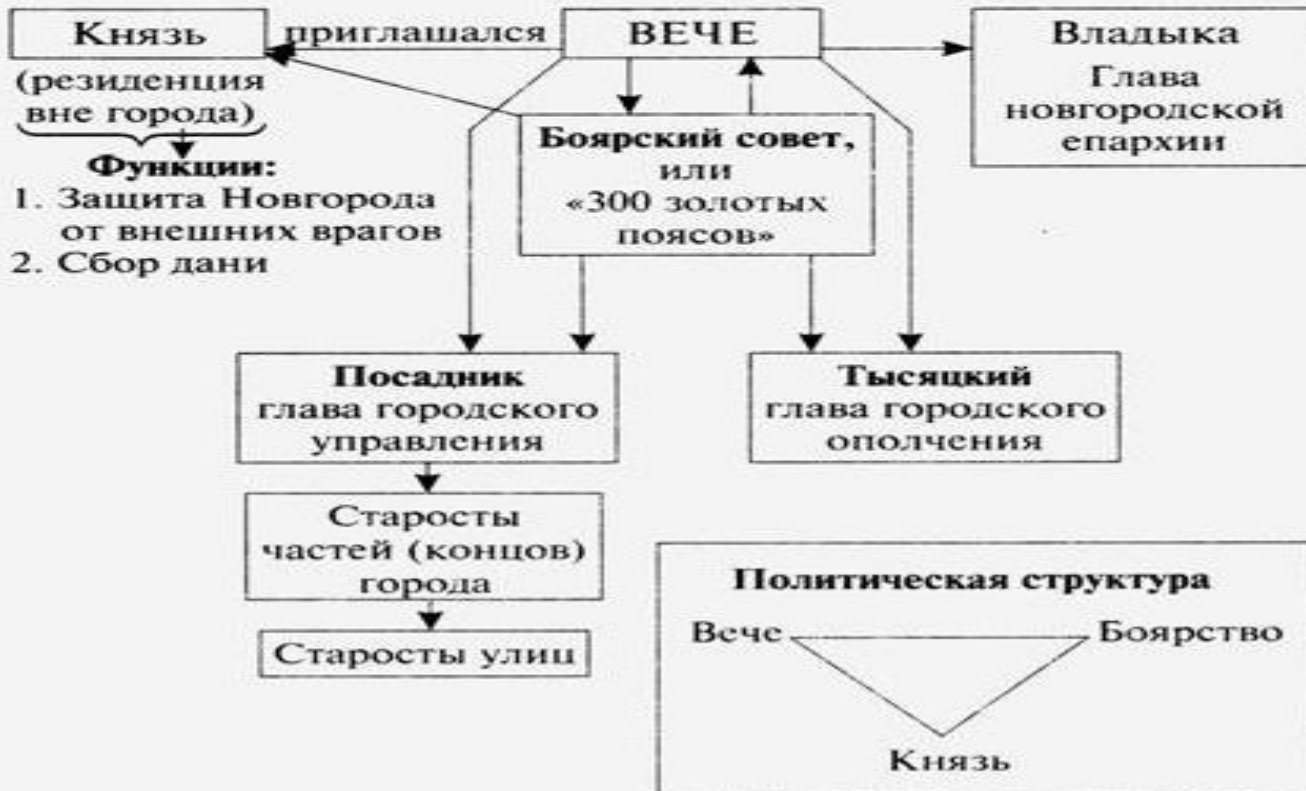 Князь
приглашался
ВЕЧЕ
Владыка
Глава
новгородской
епархии
(резиденция
вне города)
Функции:
1. Защита Новгорода
от внешних врагов
2. Сбор дани
Боярский совет,
или
«300 золотых
поясов»
Посадник
глава городского
управления
Тысяцкий
глава городского
ополчения
Старосты
частей (концов)
города
Старосты улиц
Политическая структура
Вече
Боярство
Князь